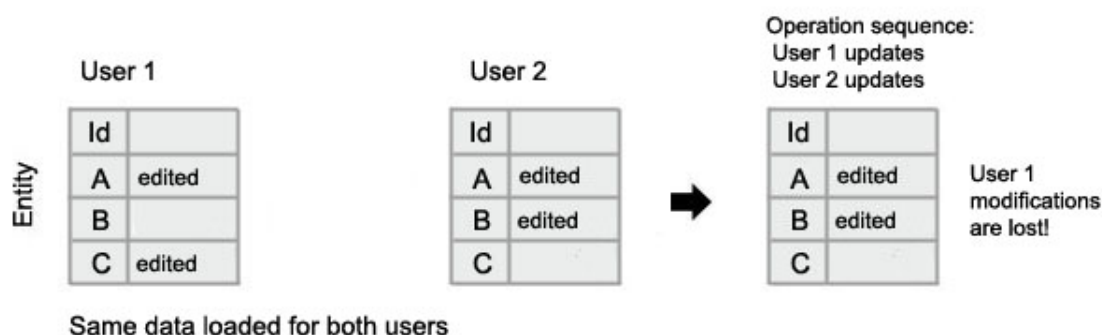 Operation sequence:
User 1 updates
User 2 updates
User 1
User 2
Entity
Id
A edited
B
C edited
Id
A edited
B edited
C
Id
A edited
B edited
C
User 1
modifications
are lost!
Same data loaded for both users